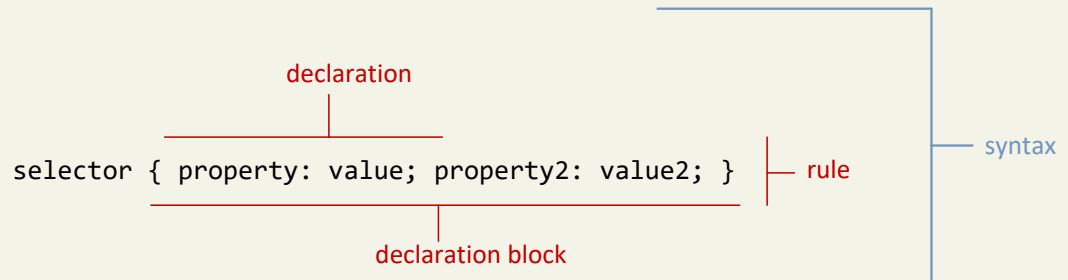 declaration
syntax
selector { property: value; property2: value2; }
rule
declaration block